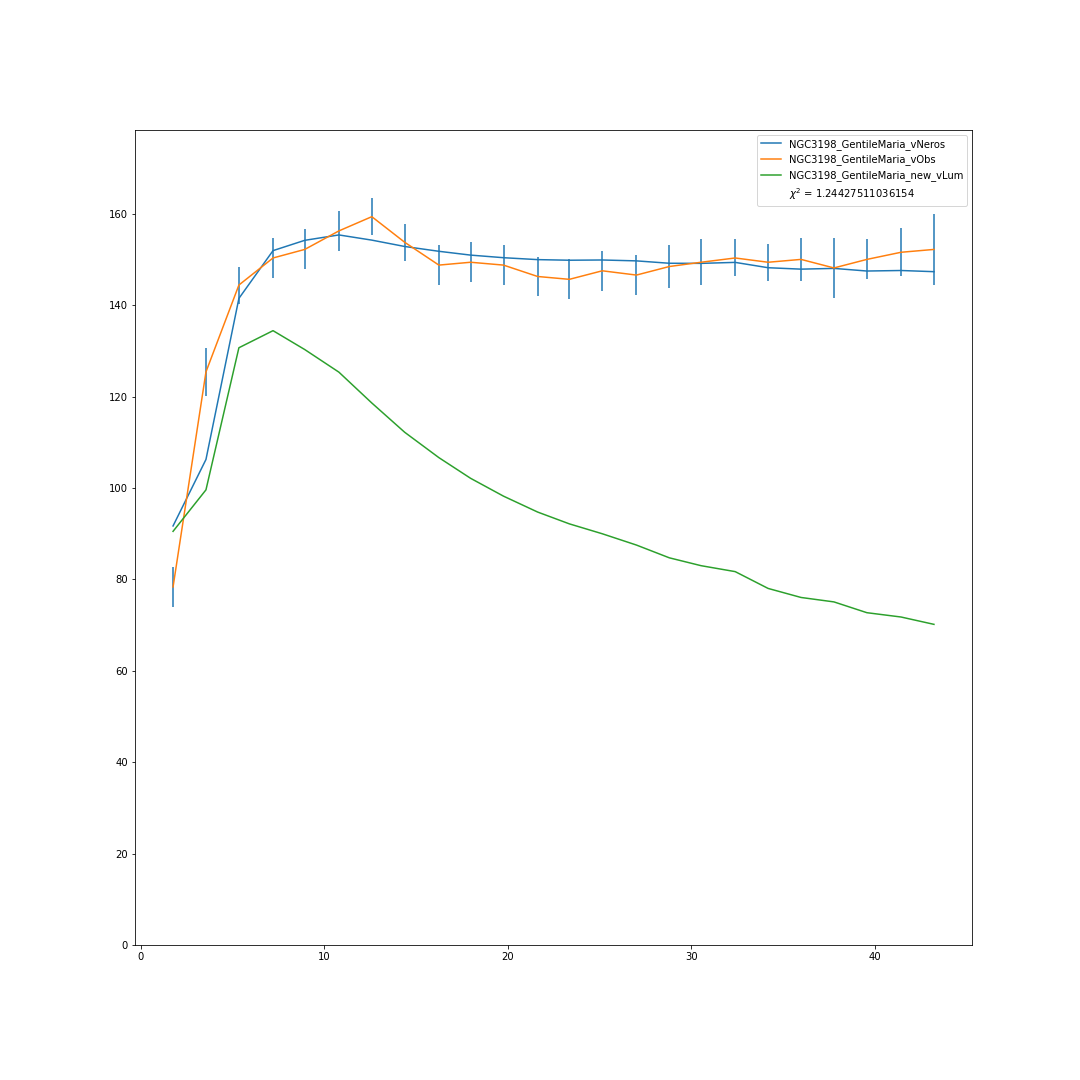 NGC3198_GentileMaria_vNeros
NGC3198_GentileMaria_vObs
NGC3198_GentileMaria_new_vLum
χ² = 1.24427511036154
160
140
120
100
80
60
40
20
0
0 10 20 30 40